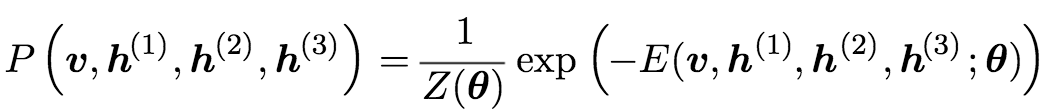 P(𝒗, 𝒉⁽¹⁾, 𝒉⁽²⁾, 𝒉⁽³⁾) = 1/Z(𝜽) exp (−E(𝒗, 𝒉⁽¹⁾, 𝒉⁽²⁾, 𝒉⁽³⁾; 𝜽))